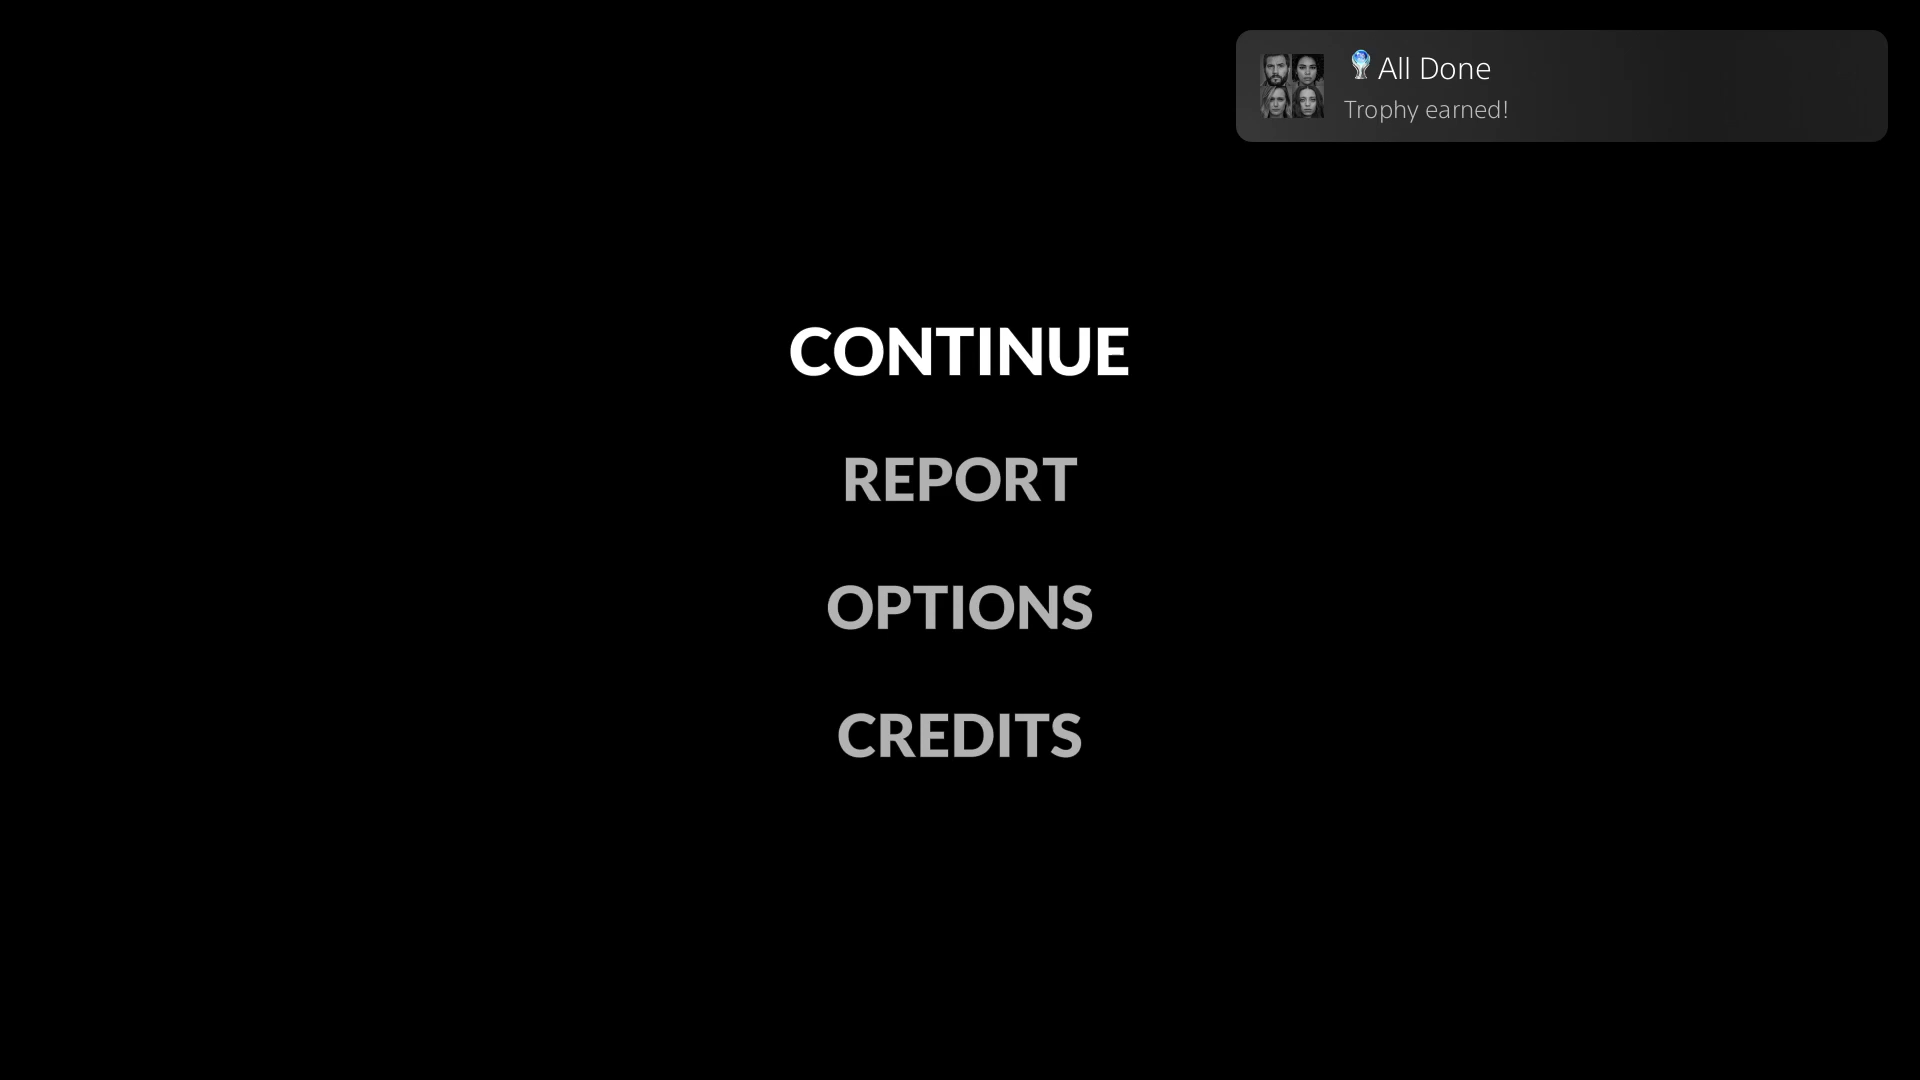 All Done
Trophy earned!
CONTINUE
REPORT
OPTIONS
CREDITS